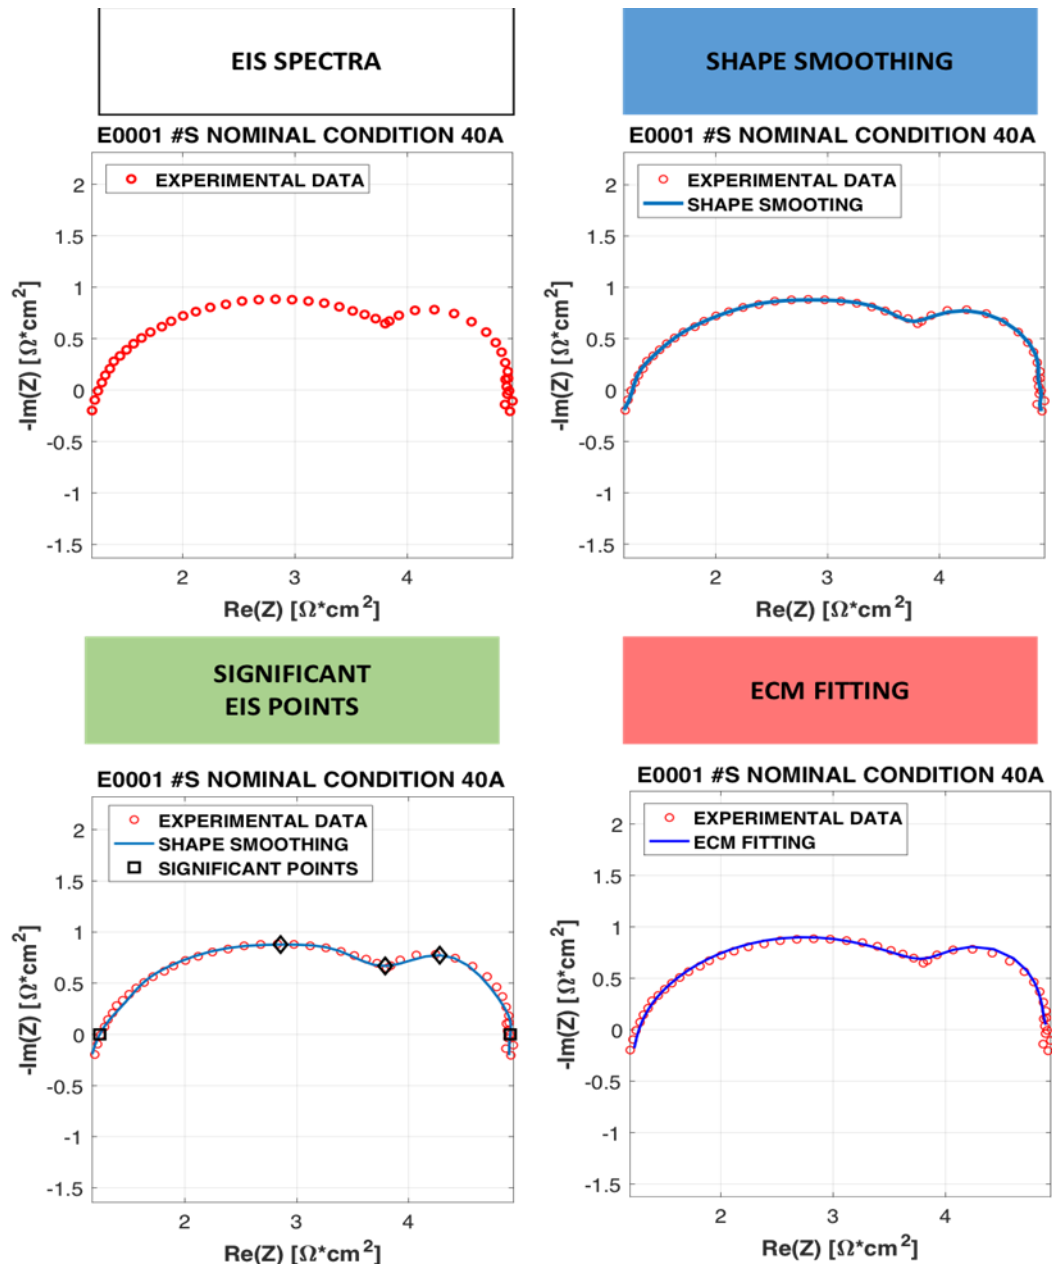 EIS SPECTRA
SHAPE SMOOTHING
E0001 #S NOMINAL CONDITION 40A
EXPERIMENTAL DATA
2
1.5
1
0.5
0
-0.5
-1
-1.5
-Im(Z) [Ω*cm²]
2
3
4
Re(Z) [Ω*cm²]
E0001 #S NOMINAL CONDITION 40A
EXPERIMENTAL DATA
SHAPE SMOOTING
2
1.5
1
0.5
0
-0.5
-1
-1.5
-Im(Z) [Ω*cm²]
2
3
4
Re(Z) [Ω*cm²]
SIGNIFICANT
EIS POINTS
ECM FITTING
E0001 #S NOMINAL CONDITION 40A
EXPERIMENTAL DATA
SHAPE SMOOTHING
SIGNIFICANT POINTS
2
1.5
1
0.5
0
-0.5
-1
-1.5
-Im(Z) [Ω*cm²]
2
3
4
Re(Z) [Ω*cm²]
E0001 #S NOMINAL CONDITION 40A
EXPERIMENTAL DATA
ECM FITTING
2
1.5
1
0.5
0
-0.5
-1
-1.5
-Im(Z) [Ω*cm²]
2
3
4
Re(Z) [Ω*cm²]